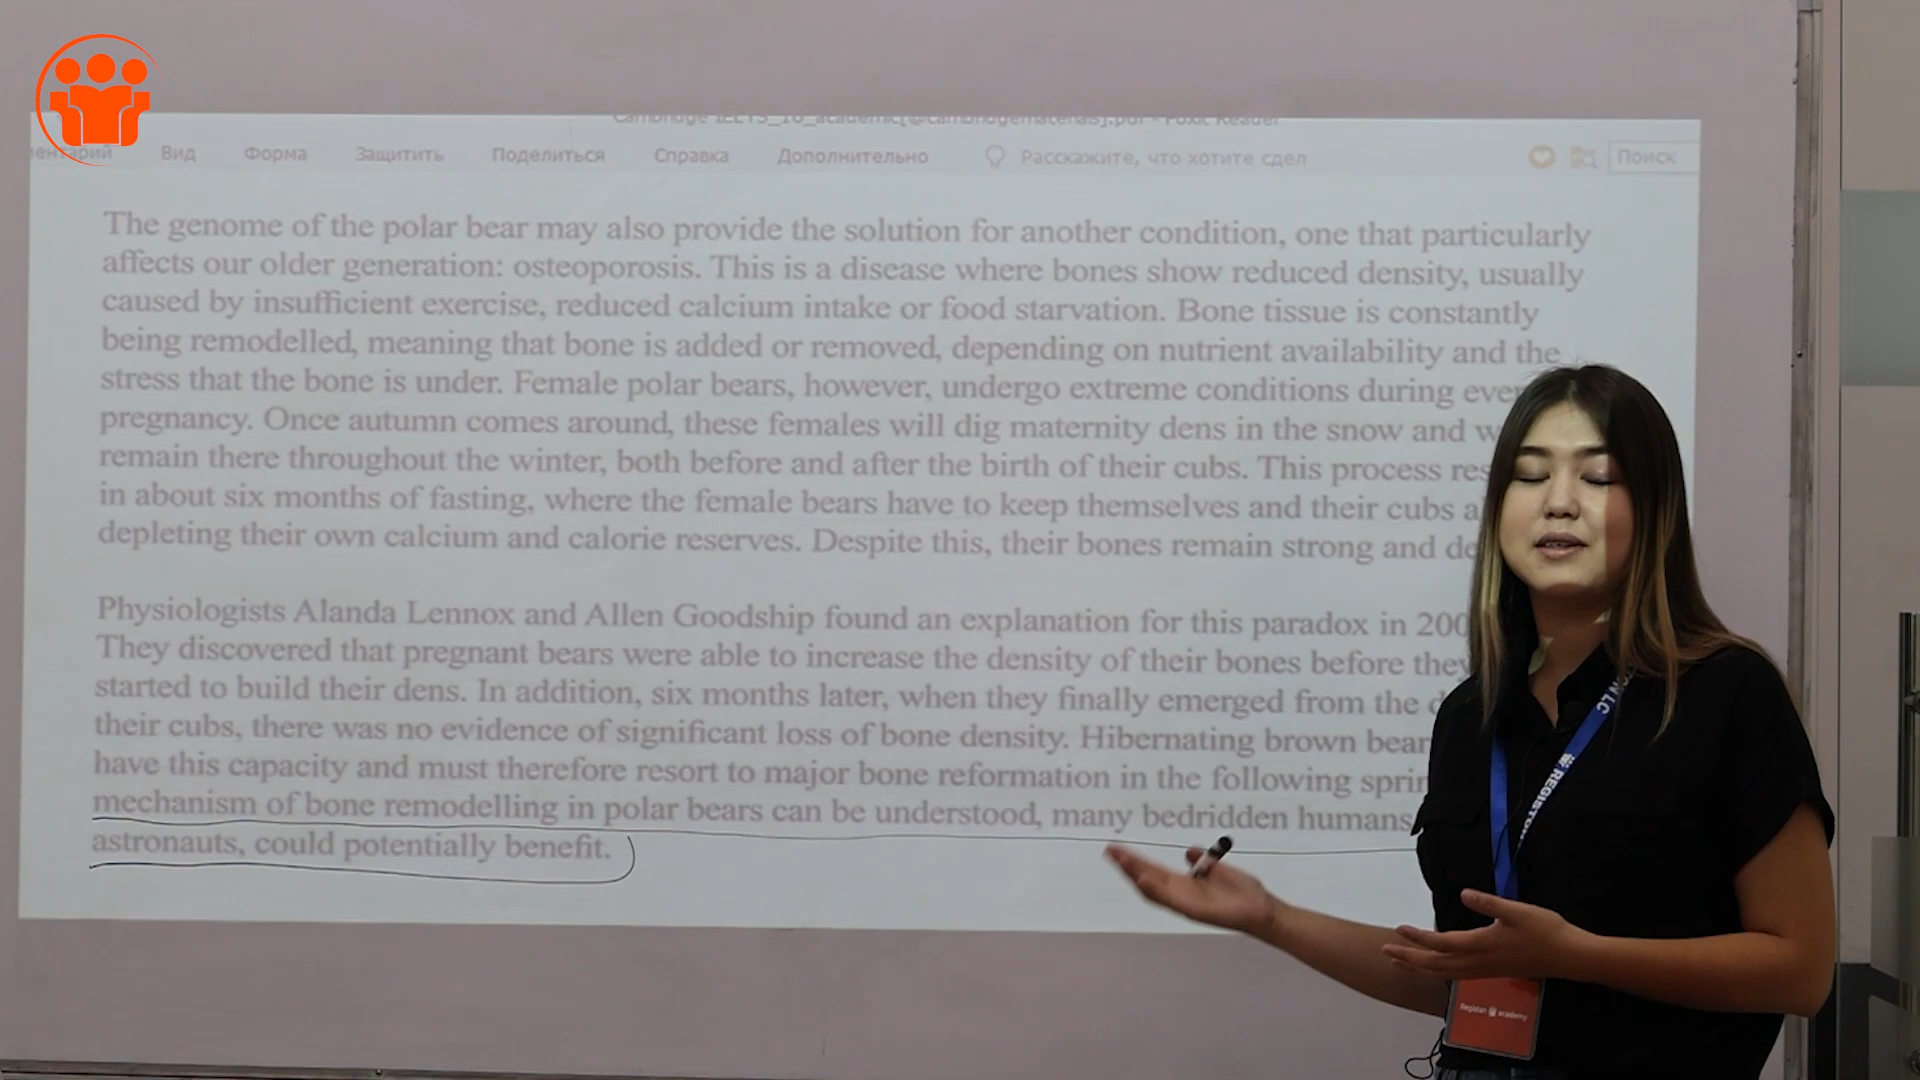 Cambridge IELTS_16_academic[@cambridgematerials].pdf - Foxit Reader
Вид Форма Защитить Поделиться Справка Дополнительно Расскажите, что хотите сдел Поиск
The genome of the polar bear may also provide the solution for another condition, one that particularly
affects our older generation: osteoporosis. This is a disease where bones show reduced density, usually
caused by insufficient exercise, reduced calcium intake or food starvation. Bone tissue is constantly
being remodelled, meaning that bone is added or removed, depending on nutrient availability and the
stress that the bone is under. Female polar bears, however, undergo extreme conditions during
pregnancy. Once autumn comes around, these females will dig maternity dens in the snow and
remain there throughout the winter, both before and after the birth of their cubs. This process
in about six months of fasting, where the female bears have to keep themselves and their cubs
depleting their own calcium and calorie reserves. Despite this, their bones remain strong and
Physiologists Alanda Lennox and Allen Goodship found an explanation for this paradox in 200
They discovered that pregnant bears were able to increase the density of their bones before they
started to build their dens. In addition, six months later, when they finally emerged from the
their cubs, there was no evidence of significant loss of bone density. Hibernating brown bear
have this capacity and must therefore resort to major bone reformation in the following
mechanism of bone remodelling in polar bears can be understood, many bedridden humans
astronauts, could potentially benefit.
LC
REGISTON
Registan academy